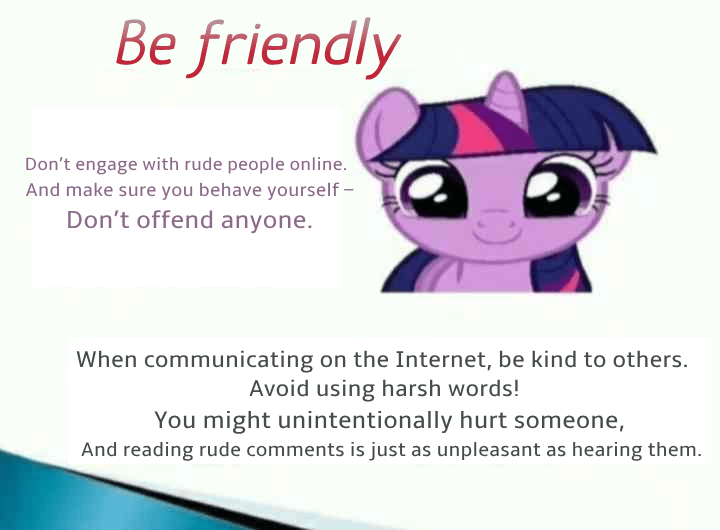 Be friendly
Don't engage with rude people online.
And make sure you behave yourself –
Don't offend anyone.
When communicating on the Internet, be kind to others.
Avoid using harsh words!
You might unintentionally hurt someone,
And reading rude comments is just as unpleasant as hearing them.